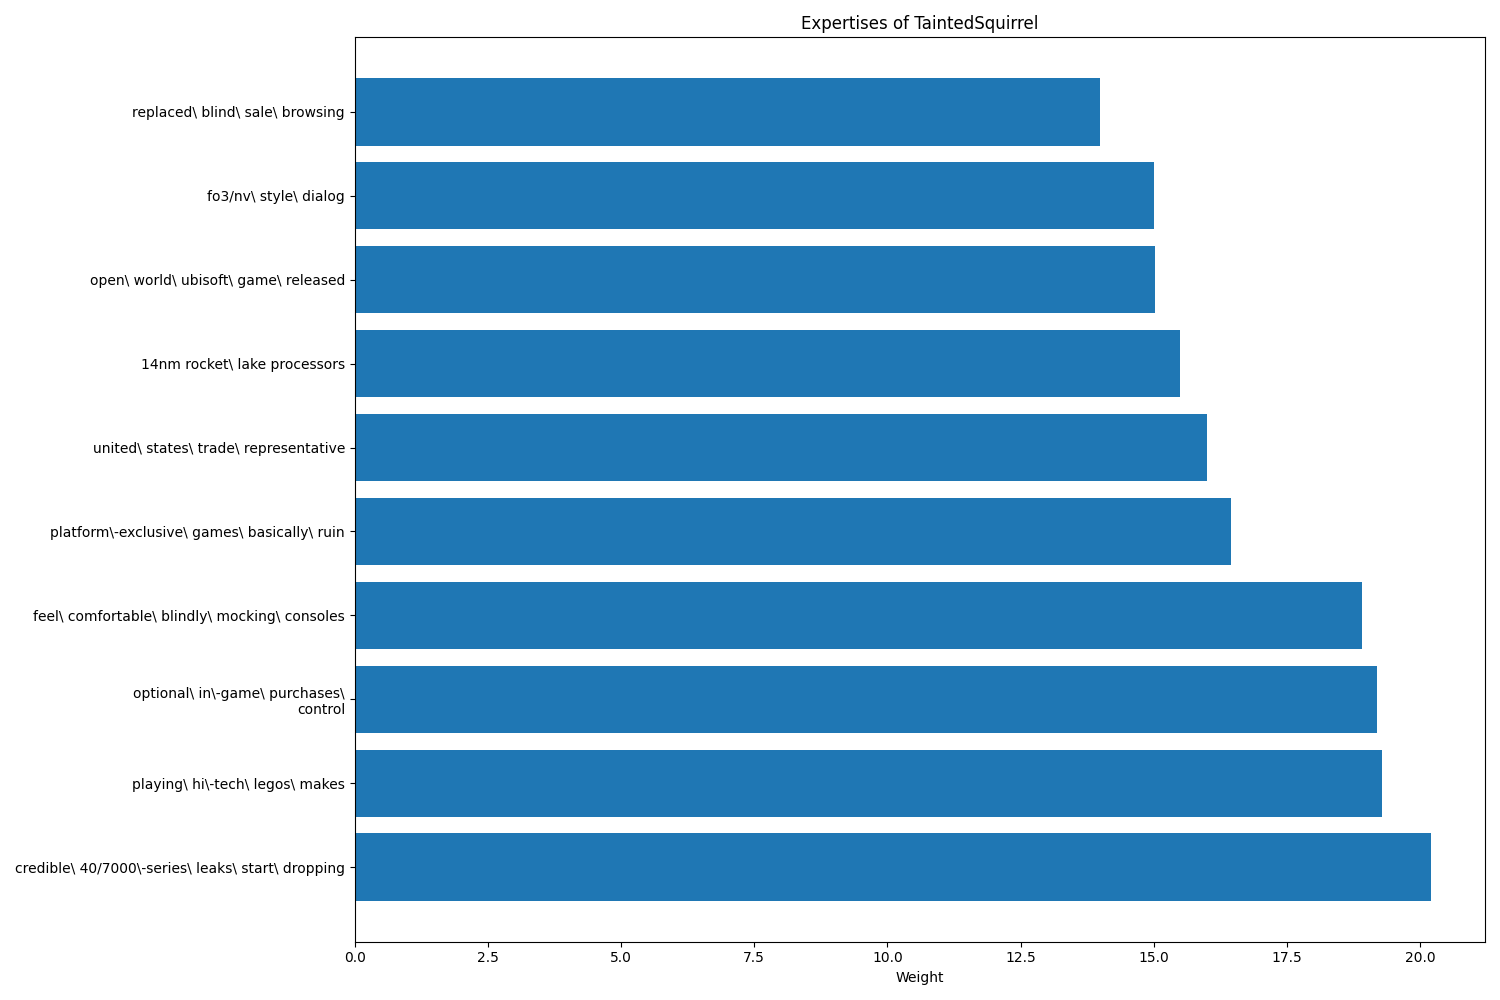 Expertises of TaintedSquirrel
replaced\ blind\ sale\ browsing
fo3/nv\ style\ dialog
open\ world\ ubisoft\ game\ released
14nm rocket\ lake processors
united\ states\ trade\ representative
platform\-exclusive\ games\ basically\ ruin
feel\ comfortable\ blindly\ mocking\ consoles
optional\ in\-game\ purchases\
control
playing\ hi\-tech\ legos\ makes
credible\ 40/7000\-series\ leaks\ start\ dropping
0.0 2.5 5.0 7.5 10.0 12.5 15.0 17.5 20.0
Weight